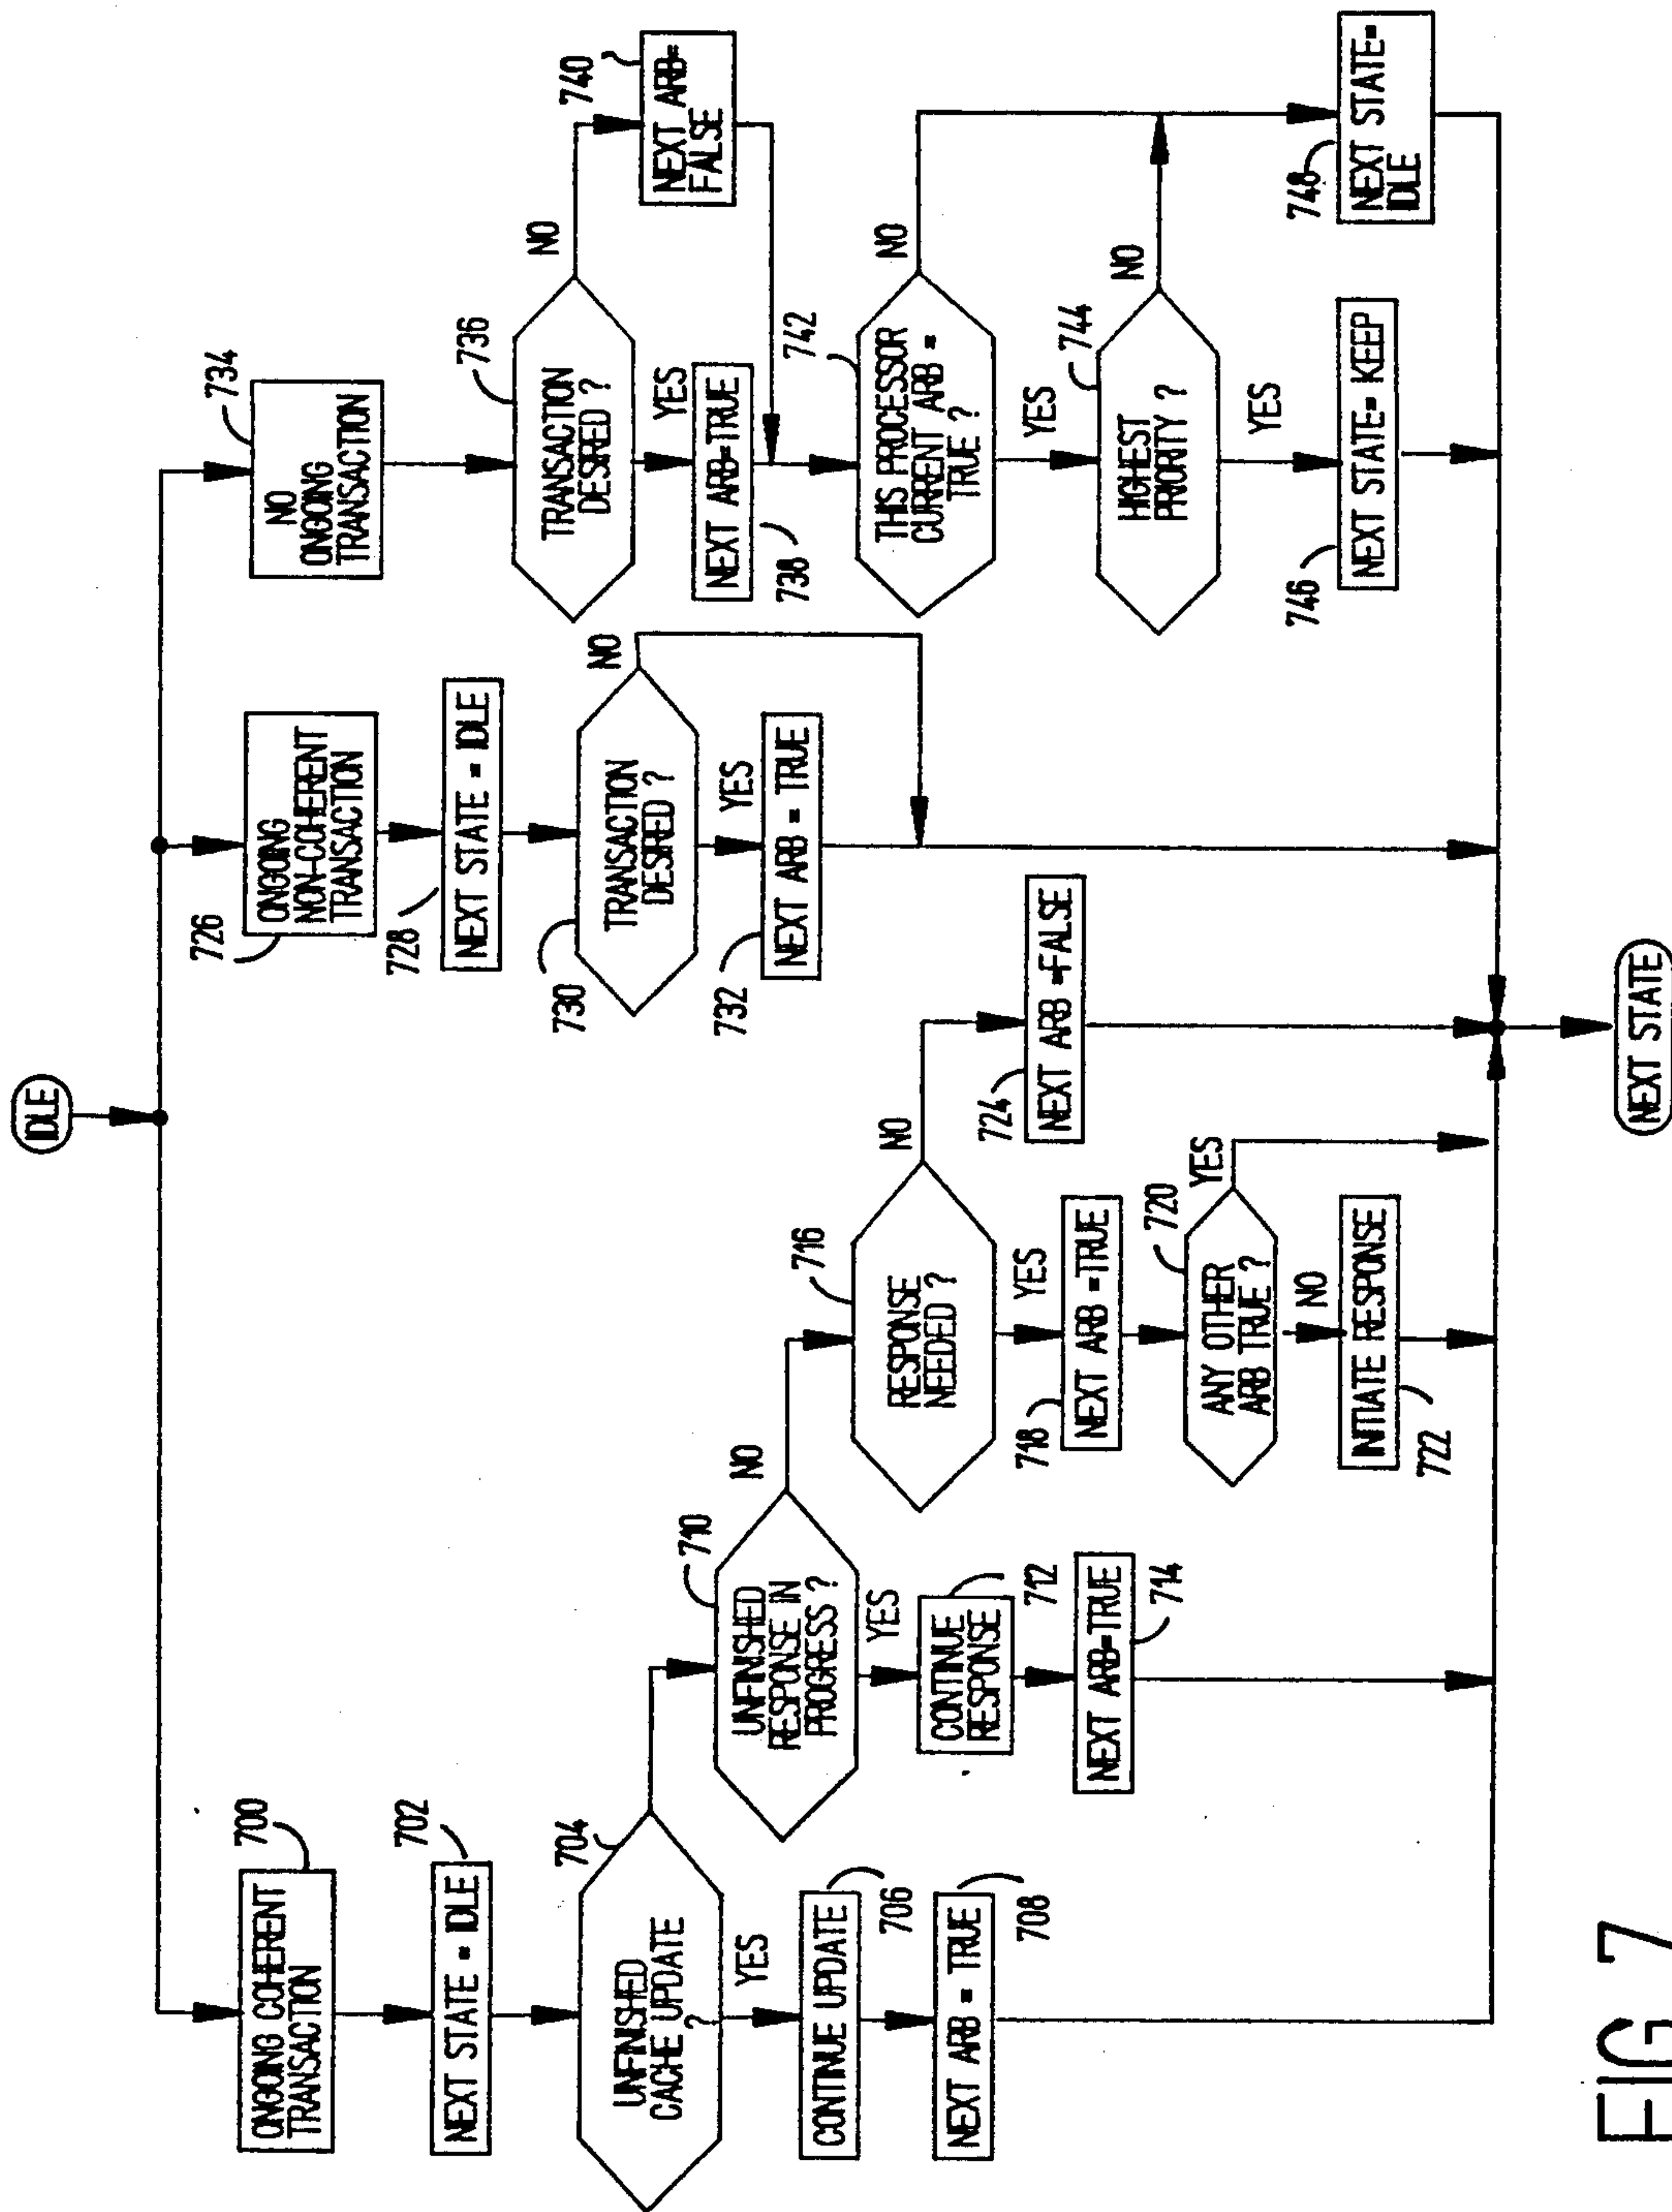 IDLE
700
ONGOING COHERENT
TRANSACTION
702
NEXT STATE = IDLE
704
UNFINISHED
CACHE UPDATE
?
YES
CONTINUE UPDATE
706
NEXT ARB = TRUE
708
710
UNFINISHED
RESPONSE IN
PROGRESS ?
NO
YES
CONTINUE
RESPONSE
712
NEXT ARB=TRUE
714
716
RESPONSE
NEEDED ?
NO
YES
718
NEXT ARB =TRUE
720
ANY OTHER
ARB TRUE ?
YES
NO
INITIATE RESPONSE
722
724
NEXT ARB =FALSE
726
ONGOING
NON-COHERENT
TRANSACTION
728
NEXT STATE = IDLE
730
TRANSACTION
DESIRED ?
NO
YES
732
NEXT ARB = TRUE
734
NO
ONGOING
TRANSACTION
736
TRANSACTION
DESIRED ?
NO
YES
NEXT ARB=TRUE
738
740
NEXT ARB=
FALSE
742
THIS PROCESSOR
CURRENT ARB =
TRUE ?
NO
YES
744
HIGHEST
PRIORITY ?
NO
YES
746
NEXT STATE= KEEP
748
NEXT STATE=
IDLE
NEXT STATE
FIG 7